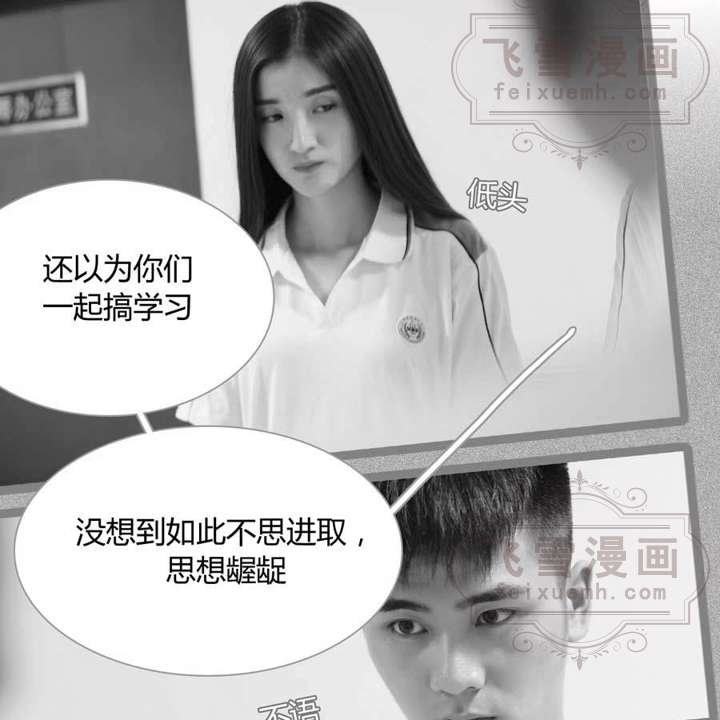 飞雪漫画
feixuemh.com
办公室
低头
还以为你们
一起搞学习
没想到如此不思进取，
思想龌龊
飞雪漫画
feixuemh.com
不语